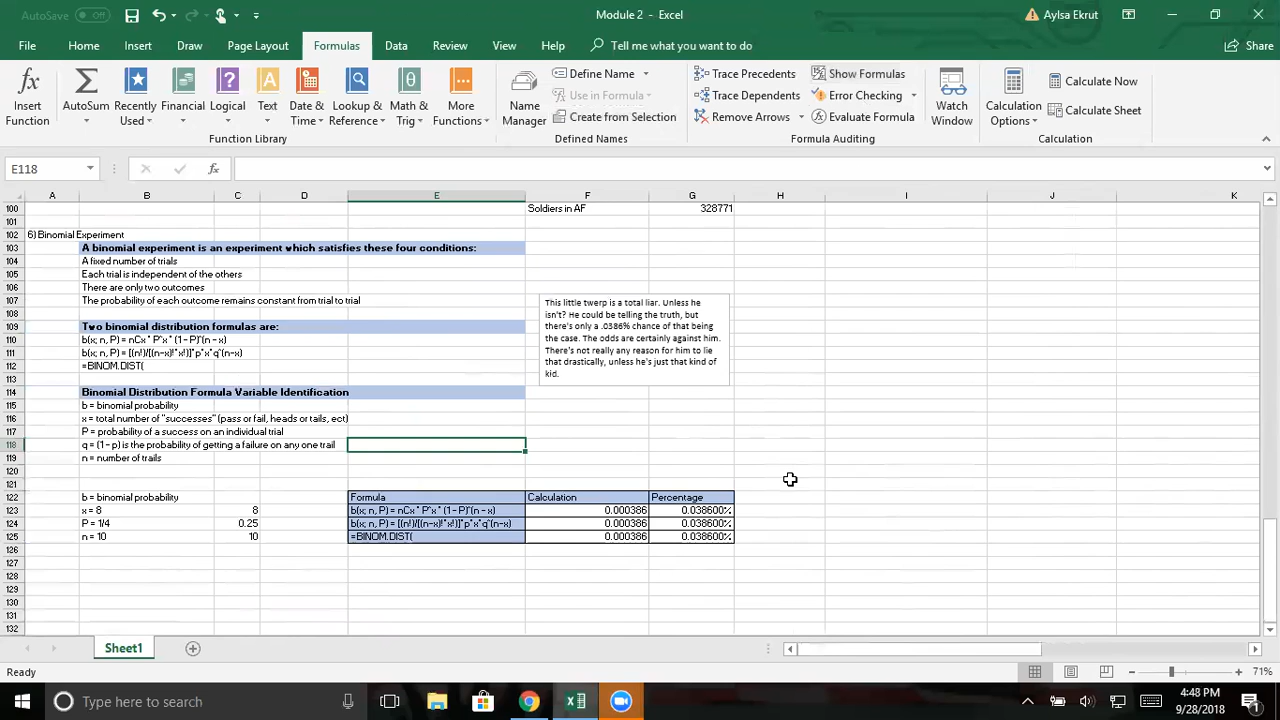 AutoSave Off
Module 2 - Excel
Aylsa Ekrut
File Home Insert Draw Page Layout Formulas Data Review View Help Tell me what you want to do Share
Insert Function
AutoSum
Recently Used
Financial
Logical
Text
Date & Time
Lookup & Reference
Math & Trig
More Functions
Function Library
Name Manager
Define Name
Use in Formula
Create from Selection
Defined Names
Trace Precedents
Trace Dependents
Remove Arrows
Show Formulas
Error Checking
Evaluate Formula
Formula Auditing
Watch Window
Calculation Options
Calculate Now
Calculate Sheet
Calculation
E118 fx
A B C D E F G H I J K
100 Soldiers in AF 328771
101
102 6) Binomial Experiment
103 A binomial experiment is an experiment which satisfies these four conditions:
104 A fixed number of trials
105 Each trial is independent of the others
106 There are only two outcomes
107 The probability of each outcome remains constant from trial to trial
108
109 Two binomial distribution formulas are:
110 b(x; n, P) = nCx * P^x * (1 - P)^(n - x)
111 b(x; n, P) = [(n!)/[(n-x)!*x!)]*p^x*q^(n-x)
112 =BINOM.DIST(
113
This little twerp is a total liar. Unless he
isn't? He could be telling the truth, but
there's only a .0386% chance of that being
the case. The odds are certainly against him.
There's not really any reason for him to lie
that drastically, unless he's just that kind of
kid.
114 Binomial Distribution Formula Variable Identification
115 b = binomial probability
116 x = total number of "successes" (pass or fail, heads or tails, ect)
117 P = probability of a success on an individual trial
118 q = (1 - p) is the probability of getting a failure on any one trail
119 n = number of trails
120
121
122 b = binomial probability Formula Calculation Percentage
123 x = 8 8 b(x; n, P) = nCx * P^x * (1 - P)^(n - x) 0.000386 0.038600%
124 P = 1/4 0.25 b(x; n, P) = [(n!)/[(n-x)!*x!)]*p^x*q^(n-x) 0.000386 0.038600%
125 n = 10 10 =BINOM.DIST( 0.000386 0.038600%
126
127
128
129
130
131
132
Sheet1
Ready 71%
Type here to search
4:48 PM
9/28/2018
1